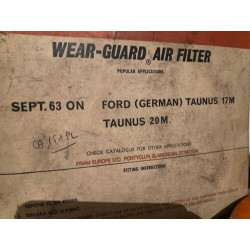 WEAR-GUARD® AIR FILTER
POPULAR APPLICATIONS
SEPT. 63 ON FORD (GERMAN) TAUNUS 17M
TAUNUS 20M.
CHECK CATALOGUE FOR OTHER APPLICATIONS
FRAM EUROPE LTD. PONTYCLUN, GLAMORGAN,
FITTING INSTRUCTIONS